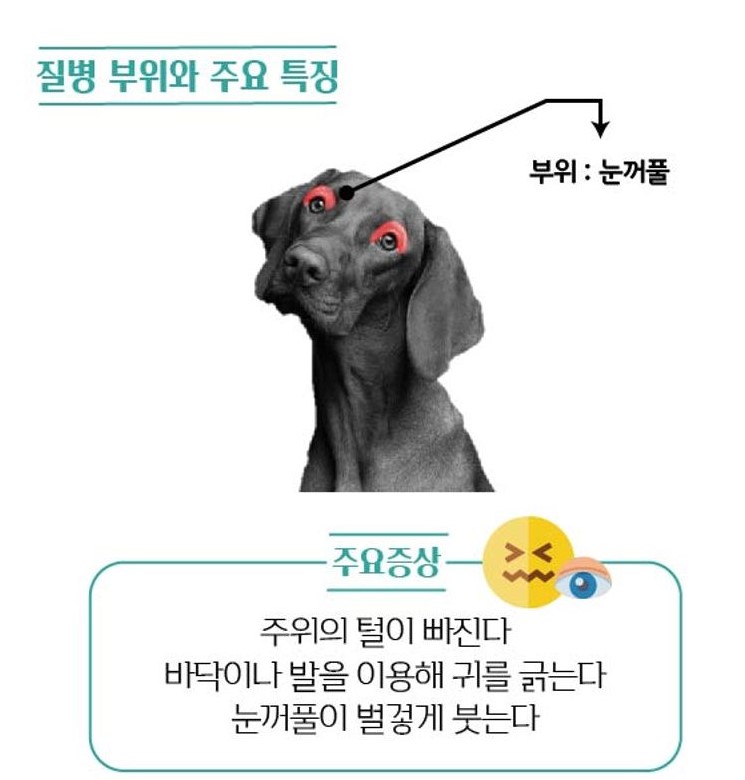 질병 부위와 주요 특징
부위 : 눈꺼풀
주요증상
주위의 털이 빠진다
바닥이나 발을 이용해 귀를 긁는다
눈꺼풀이 벌겋게 붓는다